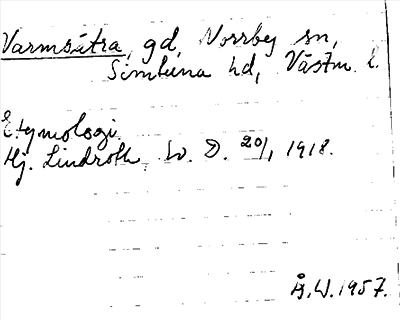 Varmsätra, gd, Norrby sn,
Simtuna hd, Västm. l.
Etymologi.
Hj. Lindroth, Sv. D. 20/1 1918.
Å.W. 1957.